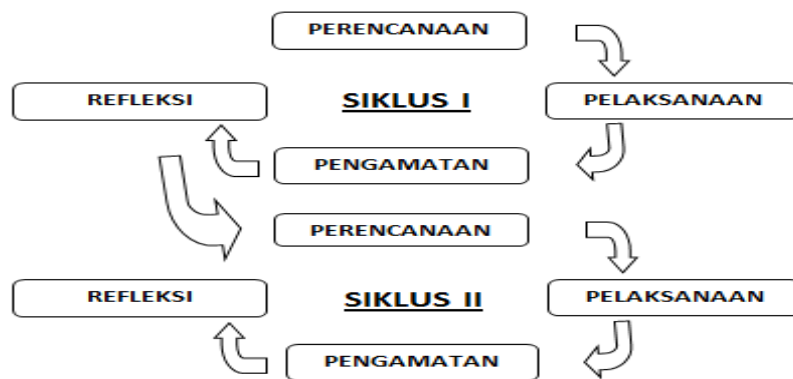 PERENCANAAN
REFLEKSI
SIKLUS I
PELAKSANAAN
PENGAMATAN
PERENCANAAN
REFLEKSI
SIKLUS II
PELAKSANAAN
PENGAMATAN